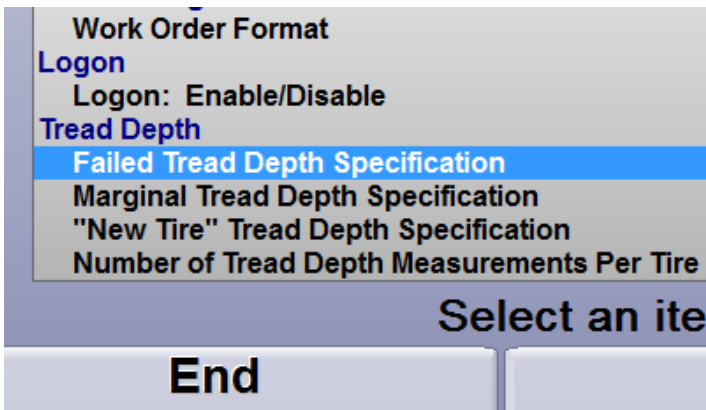 Work Order Format
Logon
Logon: Enable/Disable
Tread Depth
Failed Tread Depth Specification
Marginal Tread Depth Specification
"New Tire" Tread Depth Specification
Number of Tread Depth Measurements Per Tire
Select an ite
End